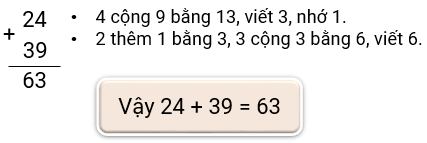 24
+
39
63
• 4 cộng 9 bằng 13, viết 3, nhớ 1.
• 2 thêm 1 bằng 3, 3 cộng 3 bằng 6, viết 6.
Vậy 24 + 39 = 63